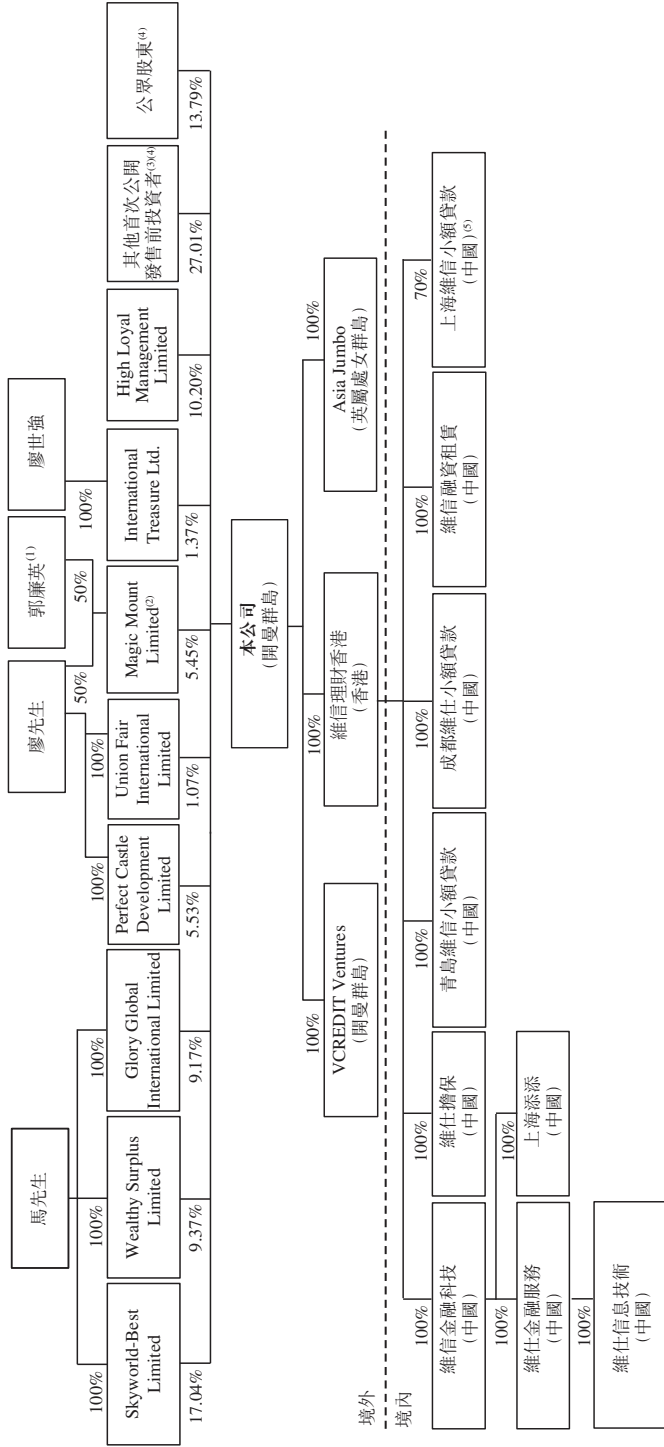 馬先生
廖先生
郭廉英(1)
廖世強
100%
100%
100%
100%
100%
50%
50%
100%
Skyworld-Best
Limited
Wealthy Surplus
Limited
Glory Global
International Limited
Perfect Castle
Development
Limited
Union Fair
International
Limited
Magic Mount
Limited(2)
International
Treasure Ltd.
High Loyal
Management
Limited
其他首次公開
發售前投資者(3)(4)
公眾股東(4)
17.04%
9.37%
9.17%
5.53%
1.07%
5.45%
1.37%
10.20%
27.01%
13.79%
本公司
(開曼群島)
100%
100%
100%
VCREDIT Ventures
(開曼群島)
維信理財香港
(香港)
Asia Jumbo
(英屬處女群島)
境外
境內
100%
100%
100%
100%
100%
70%
維信金融科技
(中國)
維仕擔保
(中國)
青島維信小額貸款
(中國)
成都維仕小額貸款
(中國)
維信融資租賃
(中國)
上海維信小額貸款
(中國)(5)
100%
100%
維仕金融服務
(中國)
上海添添
(中國)
100%
維仕信息技術
(中國)